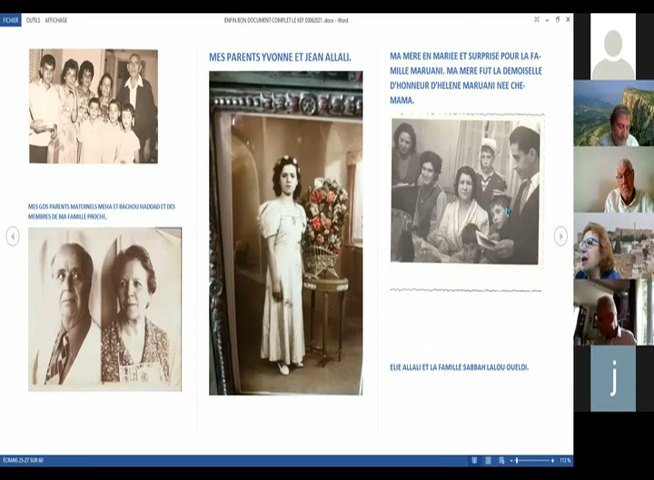 FICHIER OUTILS AFFICHAGE
ENFIN BON DOCUMENT COMPLET LE KEF 03062021 .docx - Word
MES GDS PARENTS MATERNELS MEHA ET BACHOU HADDAD ET DES
MEMBRES DE MA FAMILLE PROCHE.
MES PARENTS YVONNE ET JEAN ALLALI.
MA MERE EN MARIEE ET SURPRISE POUR LA FA-
MILLE MARUANI. MA MERE FUT LA DEMOISELLE
D'HONNEUR D'HELENE MARUANI NEE CHE-
MAMA.
ELIE ALLALI ET LA FAMILLE SABBAH LALOU OUELDI.
j
ÉCRANS 25-27 SUR 60
112 %